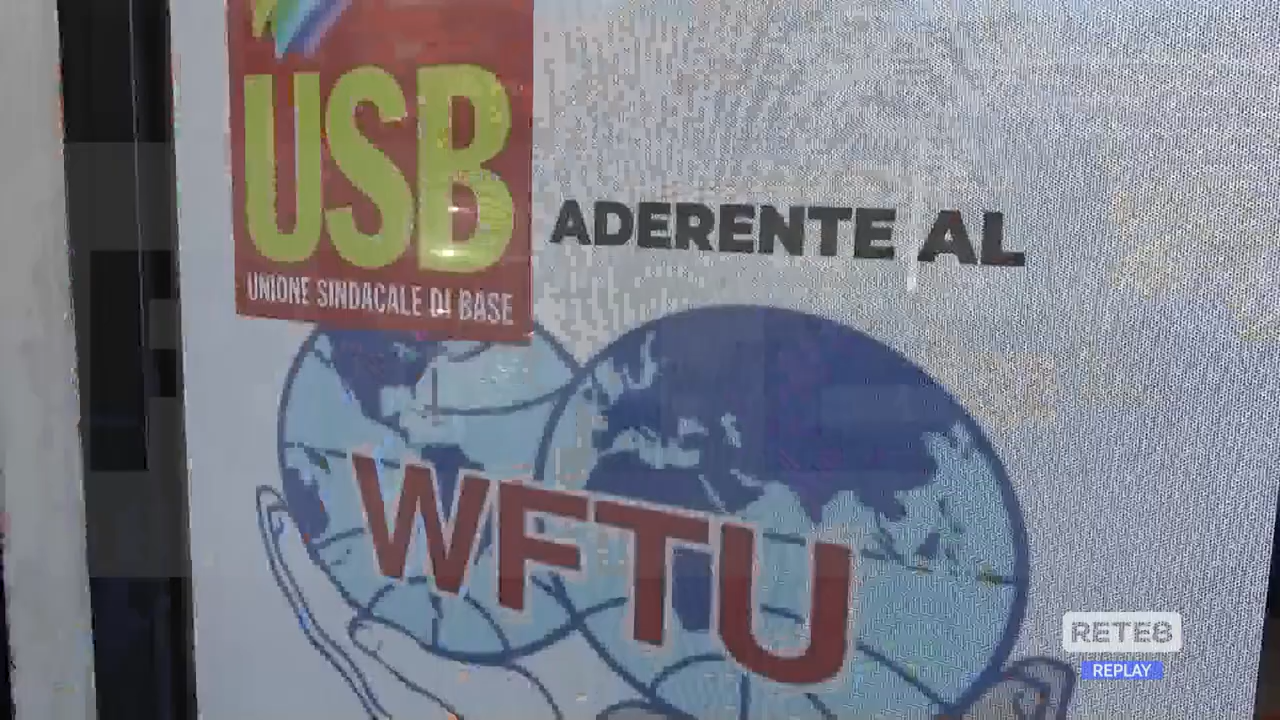 USB
UNIONE SINDACALE DI BASE
ADERENTE AL
WFTU
RETE8
REPLAY